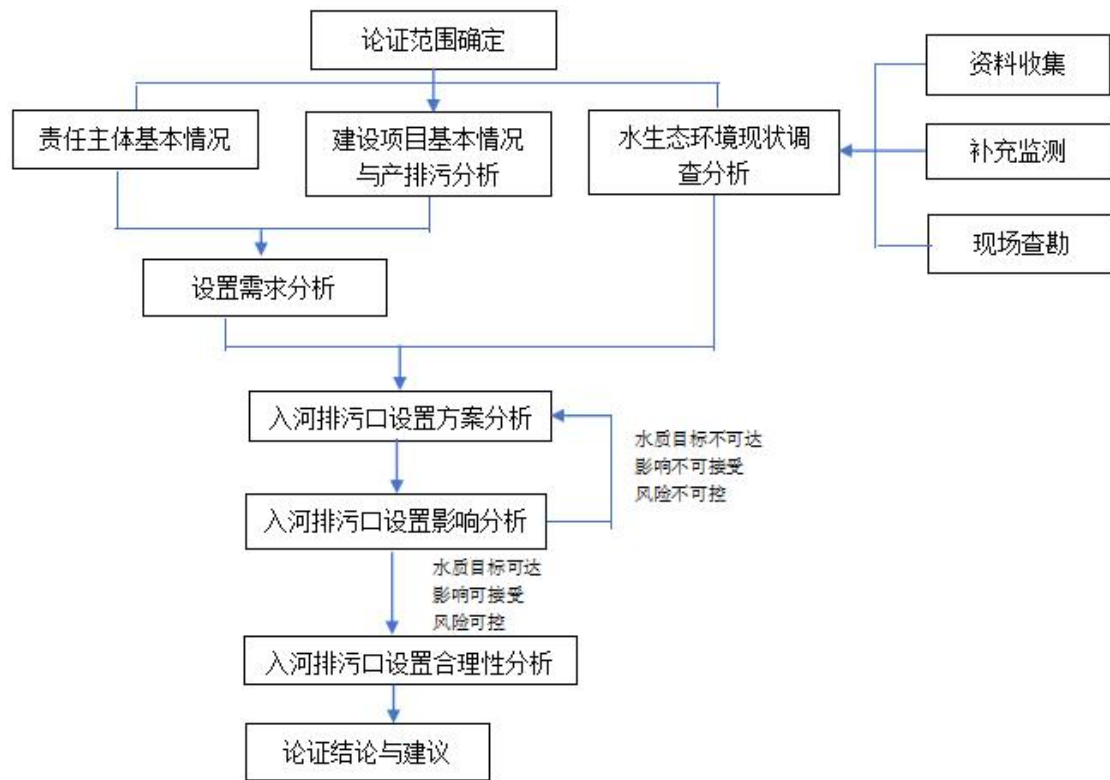 论证范围确定
资料收集
责任主体基本情况
建设项目基本情况
与产排污分析
水生态环境现状调
查分析
补充监测
现场查勘
设置需求分析
入河排污口设置方案分析
水质目标不可达
影响不可接受
风险不可控
入河排污口设置影响分析
水质目标可达
影响可接受
风险可控
入河排污口设置合理性分析
论证结论与建议